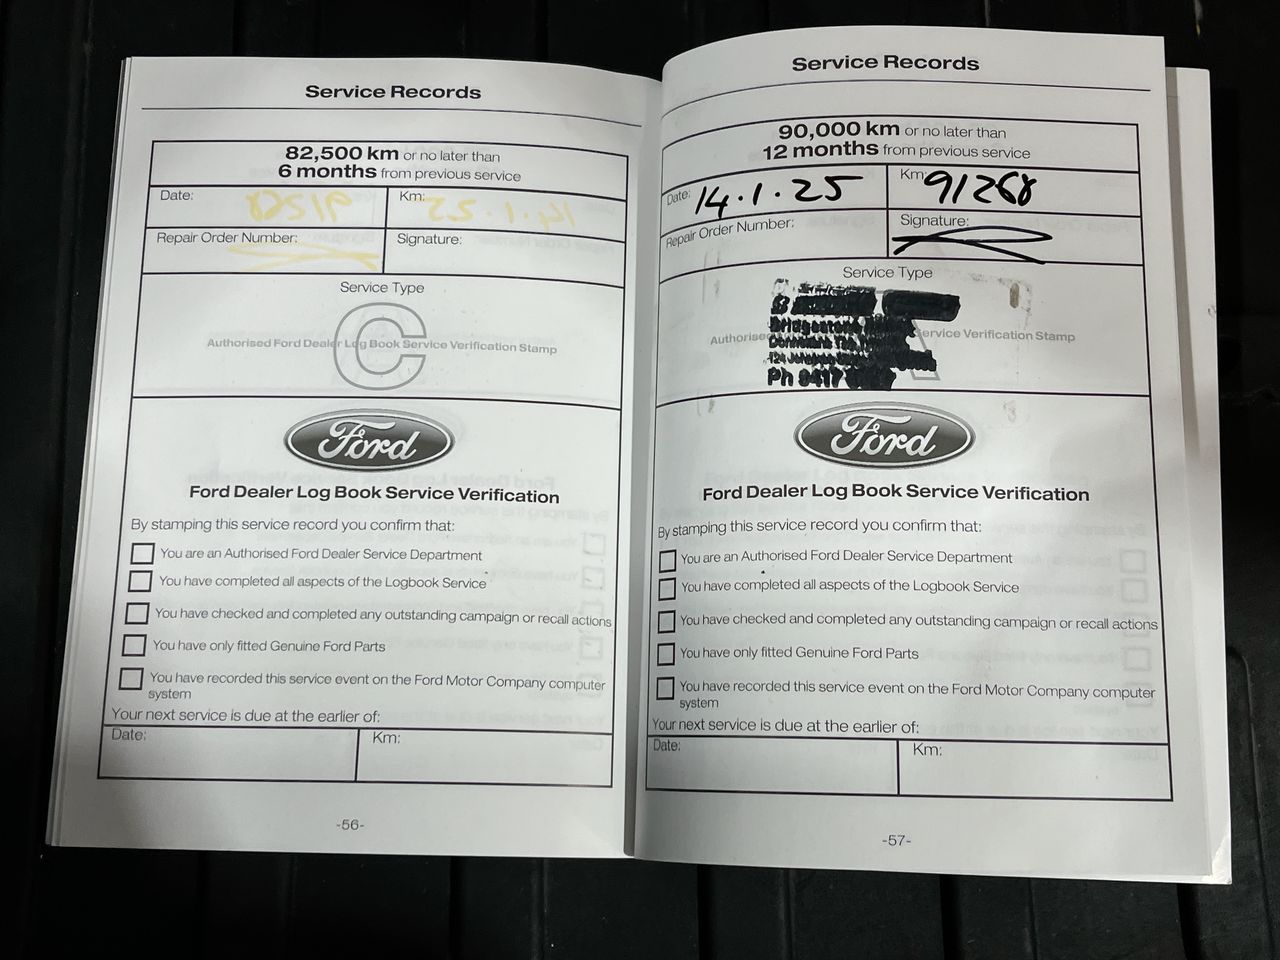 Service Records
82,500 km or no later than
6 months from previous service
Date:
Km:
Repair Order Number:
Signature:
Service Type
C
Authorised Ford Dealer Log Book Service Verification Stamp
Ford
Ford Dealer Log Book Service Verification
By stamping this service record you confirm that:
You are an Authorised Ford Dealer Service Department
You have completed all aspects of the Logbook Service
You have checked and completed any outstanding campaign or recall actions
You have only fitted Genuine Ford Parts
You have recorded this service event on the Ford Motor Company computer
system
Your next service is due at the earlier of:
Date:
Km:
-56-
Service Records
90,000 km or no later than
12 months from previous service
Date: 14.1.25
Km: 91268
Repair Order Number:
Signature:
Service Type
Bridgestone
Authorised
ervice Verification Stamp
124
Ph 9417
Ford
Ford Dealer Log Book Service Verification
By stamping this service record you confirm that:
You are an Authorised Ford Dealer Service Department
You have completed all aspects of the Logbook Service
You have checked and completed any outstanding campaign or recall actions
You have only fitted Genuine Ford Parts
You have recorded this service event on the Ford Motor Company computer
system
Your next service is due at the earlier of:
Date:
Km:
-57-